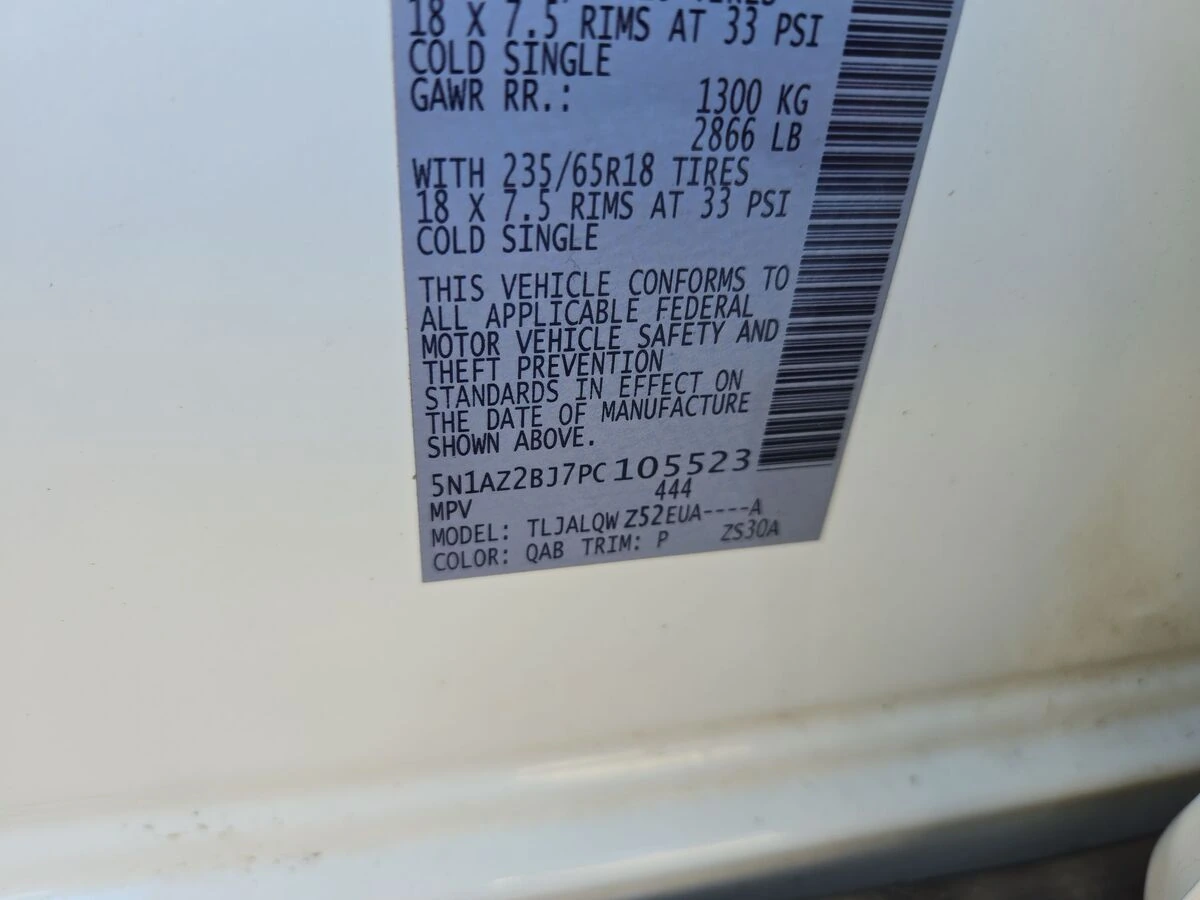 18 X 7.5 RIMS AT 33 PSI
COLD SINGLE
GAWR RR.: 1300 KG
2866 LB
WITH 235/65R18 TIRES
18 X 7.5 RIMS AT 33 PSI
COLD SINGLE
THIS VEHICLE CONFORMS TO
ALL APPLICABLE FEDERAL
MOTOR VEHICLE SAFETY AND
THEFT PREVENTION
STANDARDS IN EFFECT ON
THE DATE OF MANUFACTURE
SHOWN ABOVE.
5N1AZ2BJ7PC105523
MPV 444
MODEL: TLJALQWZ52EUA----A
COLOR: QAB TRIM: P ZS30A